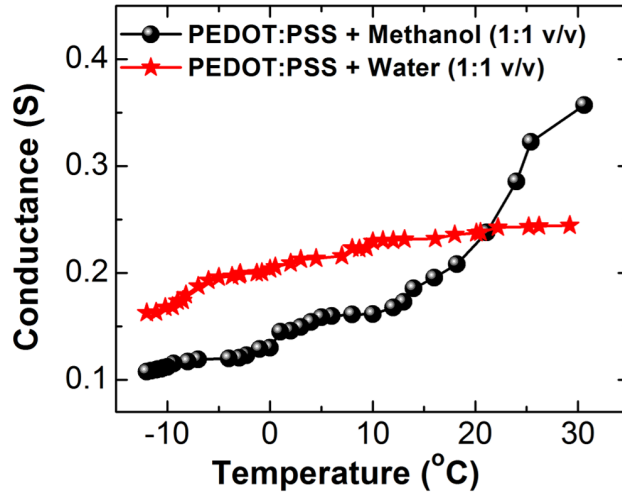 PEDOT:PSS + Methanol (1:1 v/v)
PEDOT:PSS + Water (1:1 v/v)
0.4
0.3
0.2
0.1
Conductance (S)
-10 0 10 20 30
Temperature (°C)